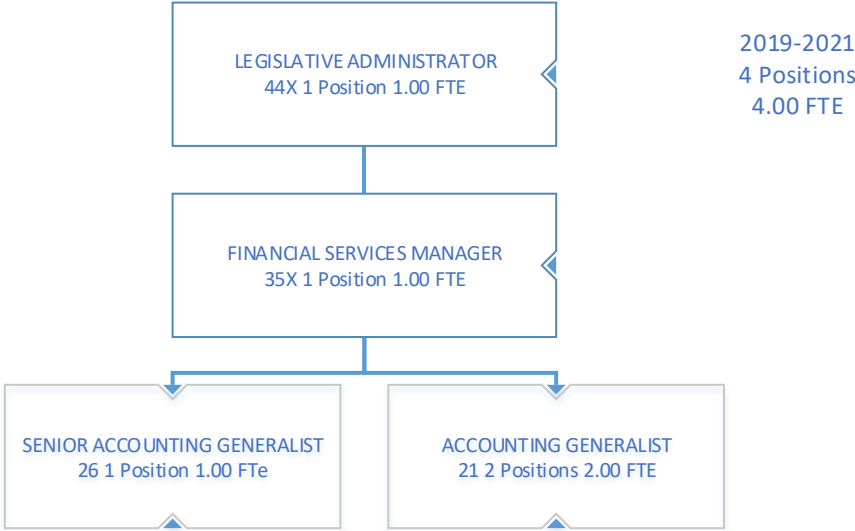 LEGISLATIVE ADMINISTRATOR
44X 1 Position 1.00 FTE
2019-2021
4 Positions
4.00 FTE
FINANCIAL SERVICES MANAGER
35X 1 Position 1.00 FTE
SENIOR ACCOUNTING GENERALIST
26 1 Position 1.00 FTe
ACCOUNTING GENERALIST
21 2 Positions 2.00 FTE